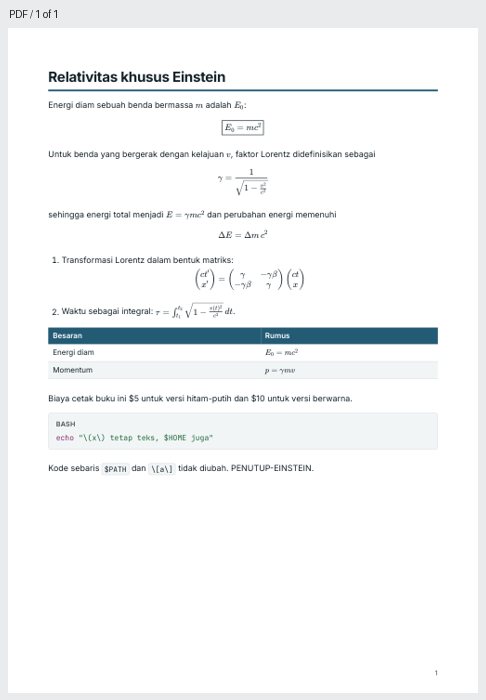 PDF / 1 of 1
Relativitas khusus Einstein
Energi diam sebuah benda bermassa m adalah E₀:
E₀ = mc²
Untuk benda yang bergerak dengan kelajuan v, faktor Lorentz didefinisikan sebagai
γ = 1 / √(1 − v²/c²)
sehingga energi total menjadi E = γmc² dan perubahan energi memenuhi
ΔE = Δm c²
1. Transformasi Lorentz dalam bentuk matriks:
(ct′ x′) = (γ −γβ −γβ γ) (ct x)
2. Waktu sebagai integral: τ = ∫ₜ₁ᵗ² √(1 − v(t)²/c²) dt.
Besaran Rumus
Energi diam E₀ = mc²
Momentum p = γmv
Biaya cetak buku ini $5 untuk versi hitam-putih dan $10 untuk versi berwarna.
BASH
echo "\(x\) tetap teks, $HOME juga"
Kode sebaris $PATH dan \[a\] tidak diubah. PENUTUP-EINSTEIN.
1